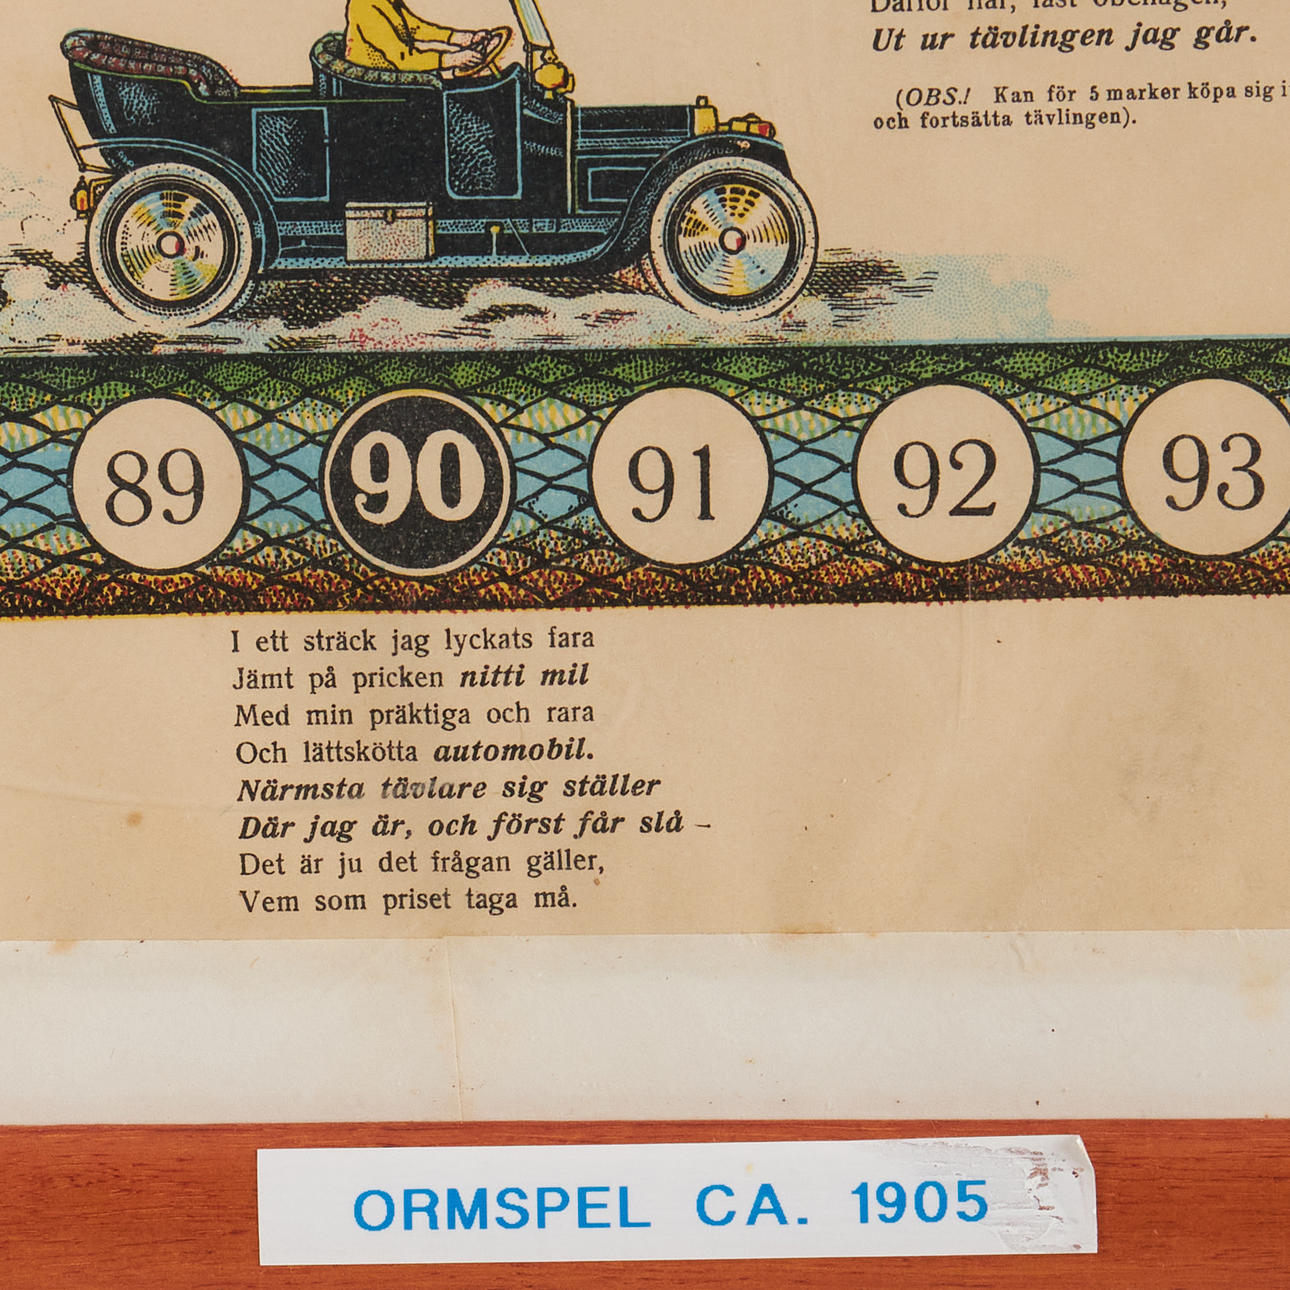 Ut ur tävlingen jag går.
(OBS.! Kan för 5 marker köpa sig
och fortsätta tävlingen).
89 90 91 92 93
I ett sträck jag lyckats fara
Jämt på pricken nitti mil
Med min präktiga och rara
Och lättskötta automobil.
Närmsta tävlare sig ställer
Där jag är, och först får slå –
Det är ju det frågan gäller,
Vem som priset taga må.
ORMSPEL CA. 1905